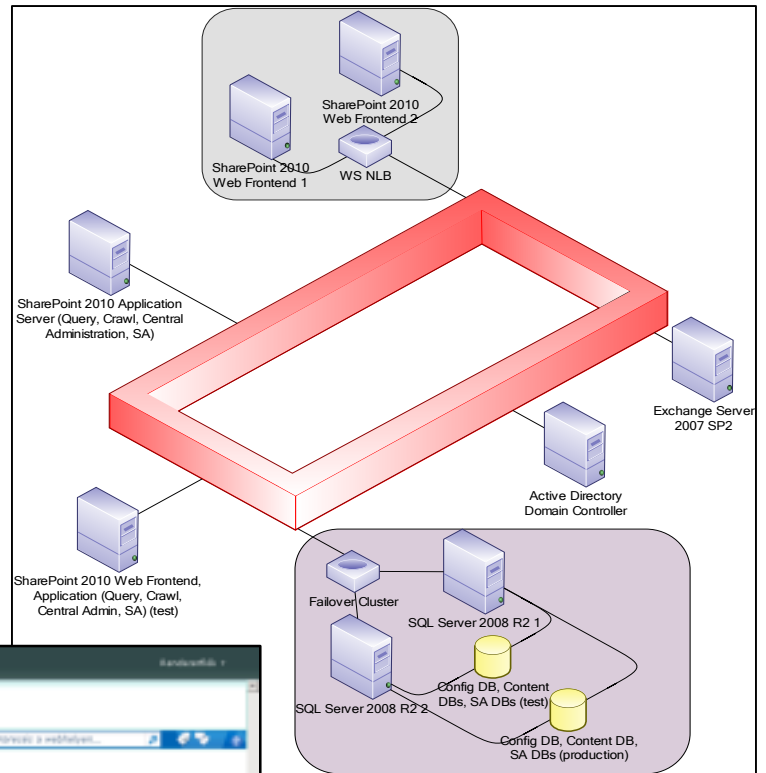 SharePoint 2010
Web Frontend 2
SharePoint 2010
Web Frontend 1
WS NLB
SharePoint 2010 Application
Server (Query, Crawl, Central
Administration, SA)
Exchange Server
2007 SP2
Active Directory
Domain Controller
SharePoint 2010 Web Frontend,
Application (Query, Crawl,
Central Admin, SA) (test)
Failover Cluster
SQL Server 2008 R2 1
Config DB, Content
DBs, SA DBs (test)
SQL Server 2008 R2 2
Config DB, Content DB,
SA DBs (production)
a webhelyen...